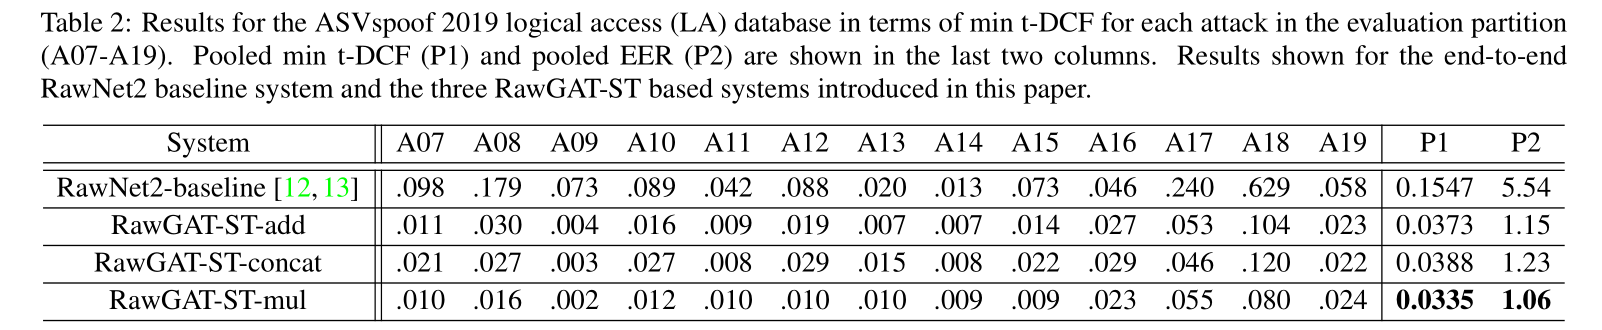 Table 2: Results for the ASVspoof 2019 logical access (LA) database in terms of min t-DCF for each attack in the evaluation partition
(A07-A19). Pooled min t-DCF (P1) and pooled EER (P2) are shown in the last two columns. Results shown for the end-to-end
RawNet2 baseline system and the three RawGAT-ST based systems introduced in this paper.
System A07 A08 A09 A10 A11 A12 A13 A14 A15 A16 A17 A18 A19 P1 P2
RawNet2-baseline [12, 13] .098 .179 .073 .089 .042 .088 .020 .013 .073 .046 .240 .629 .058 0.1547 5.54
RawGAT-ST-add .011 .030 .004 .016 .009 .019 .007 .007 .014 .027 .053 .104 .023 0.0373 1.15
RawGAT-ST-concat .021 .027 .003 .027 .008 .029 .015 .008 .022 .029 .046 .120 .022 0.0388 1.23
RawGAT-ST-mul .010 .016 .002 .012 .010 .010 .010 .009 .009 .023 .055 .080 .024 0.0335 1.06